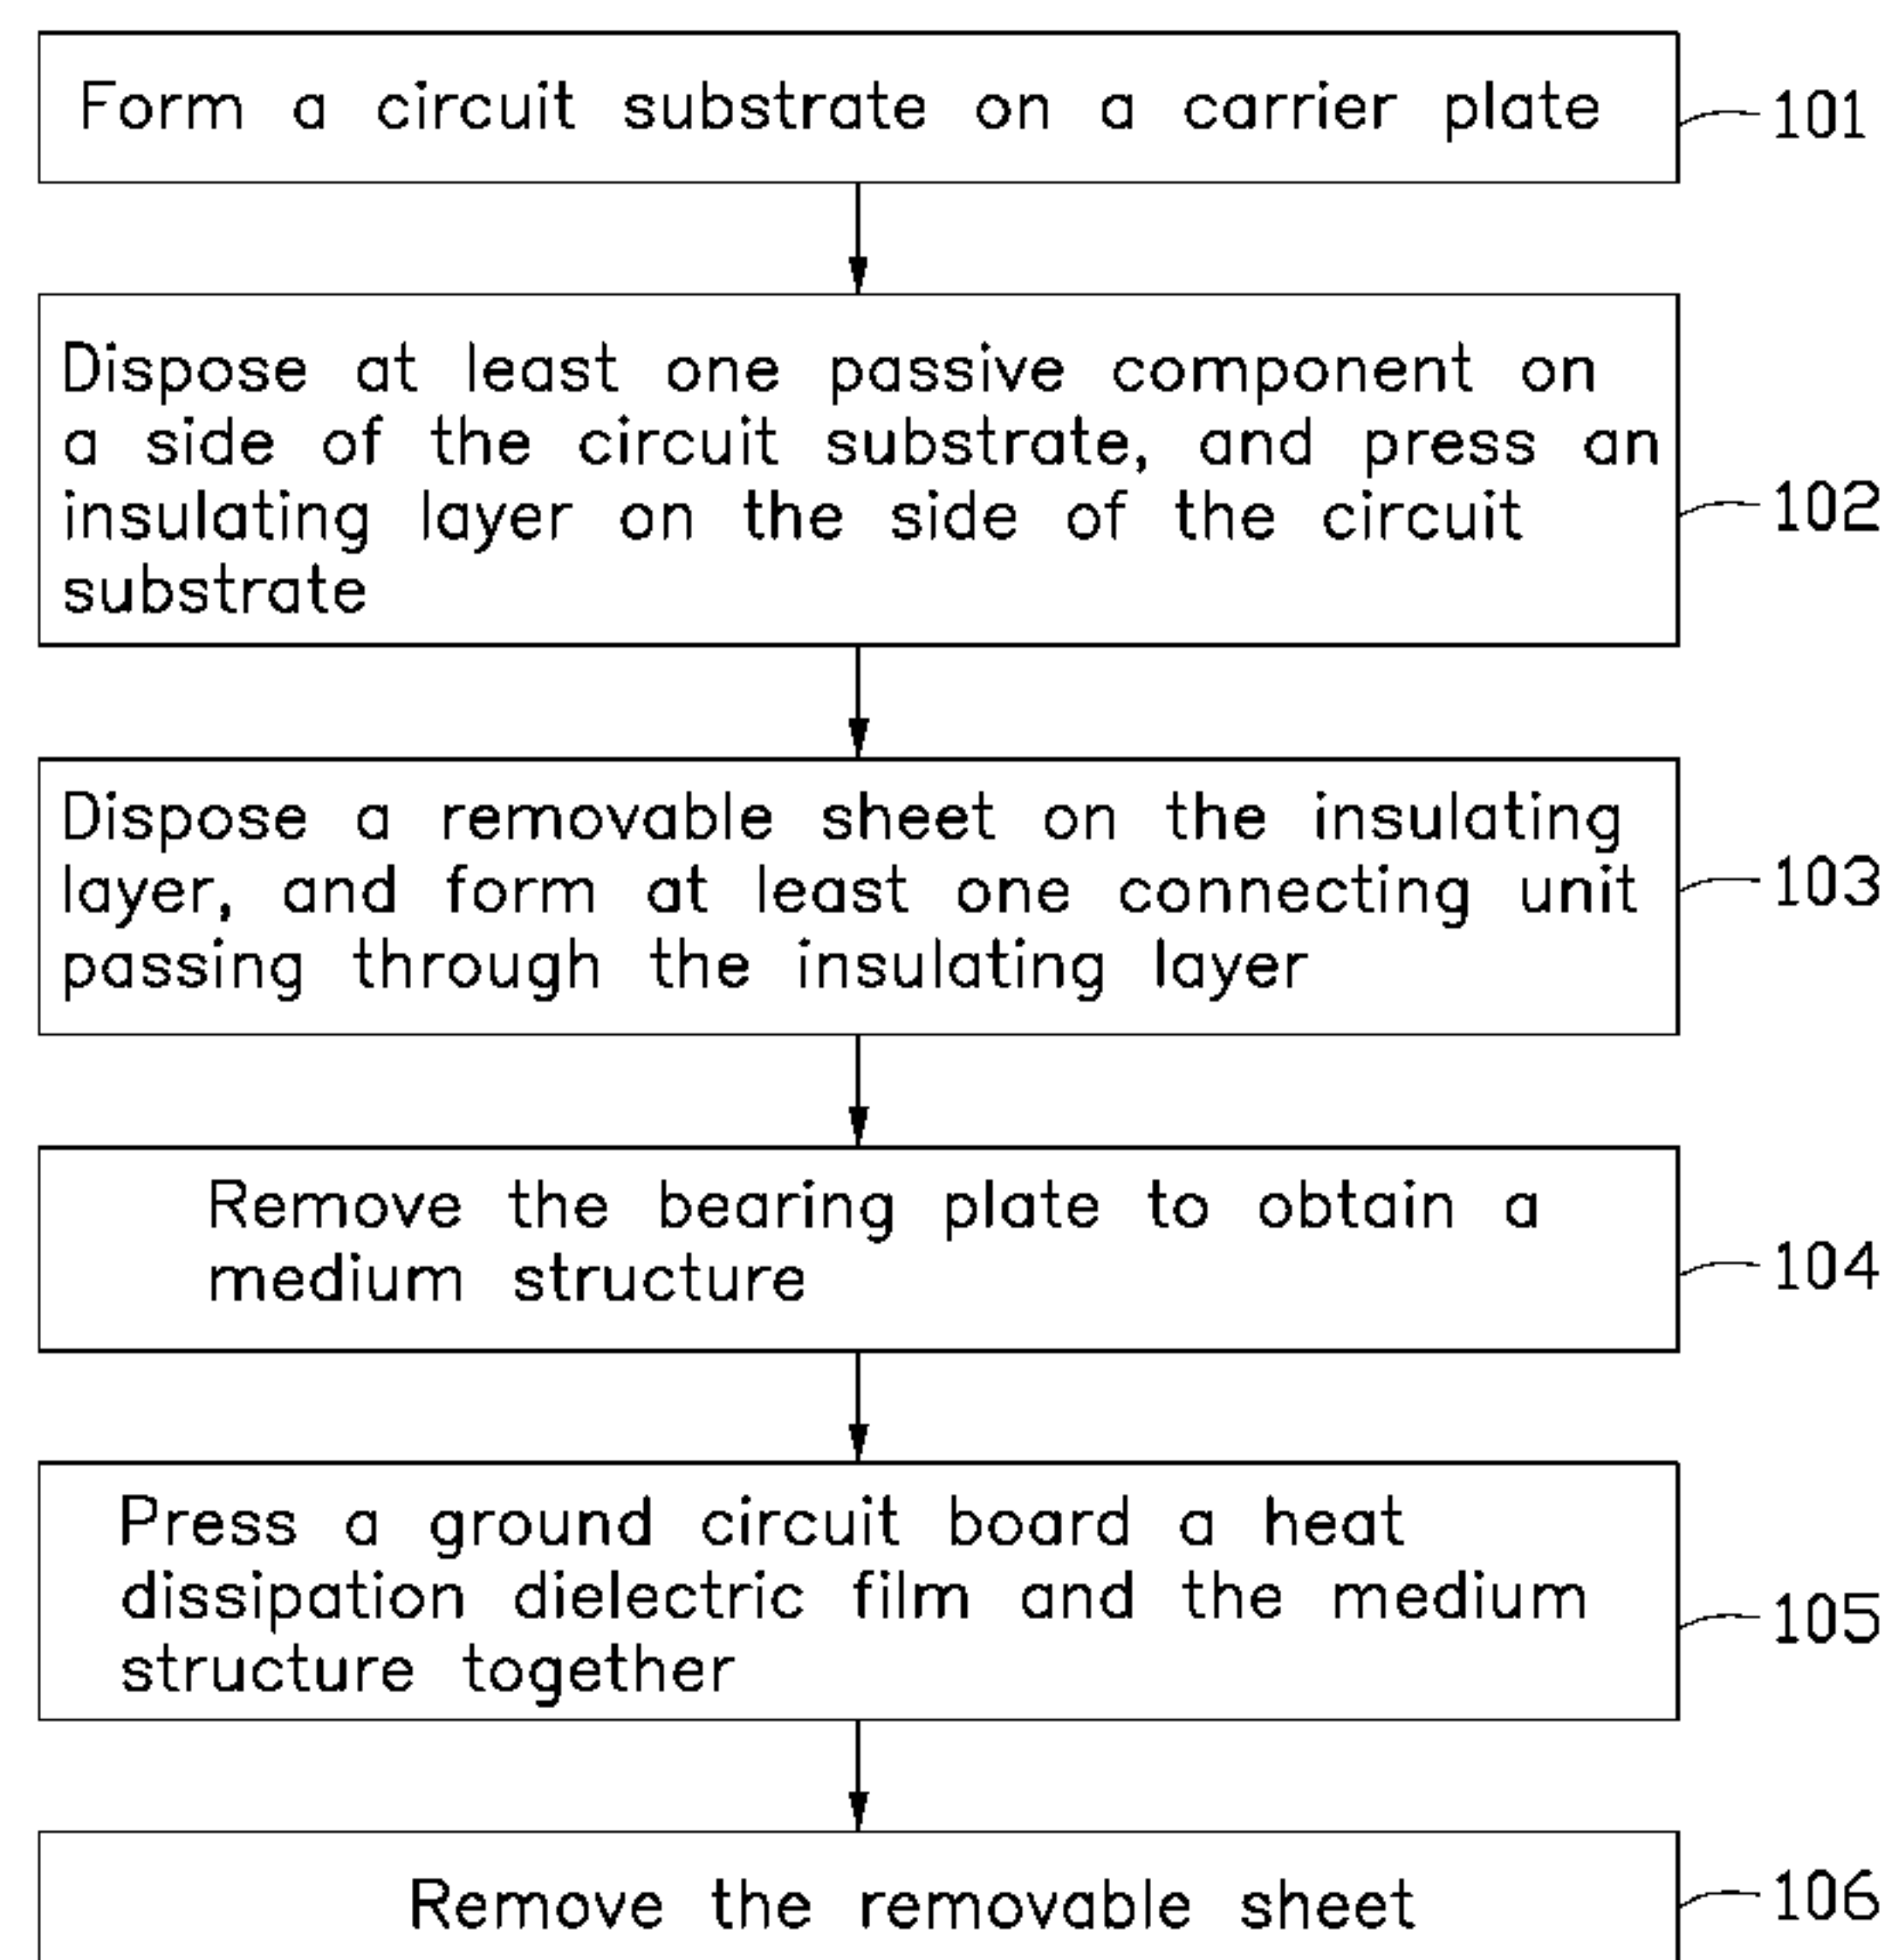 Form a circuit substrate on a carrier plate
101
Dispose at least one passive component on
a side of the circuit substrate, and press an
insulating layer on the side of the circuit
substrate
102
Dispose a removable sheet on the insulating
layer, and form at least one connecting unit
passing through the insulating layer
103
Remove the bearing plate to obtain a
medium structure
104
Press a ground circuit board a heat
dissipation dielectric film and the medium
structure together
105
Remove the removable sheet
106